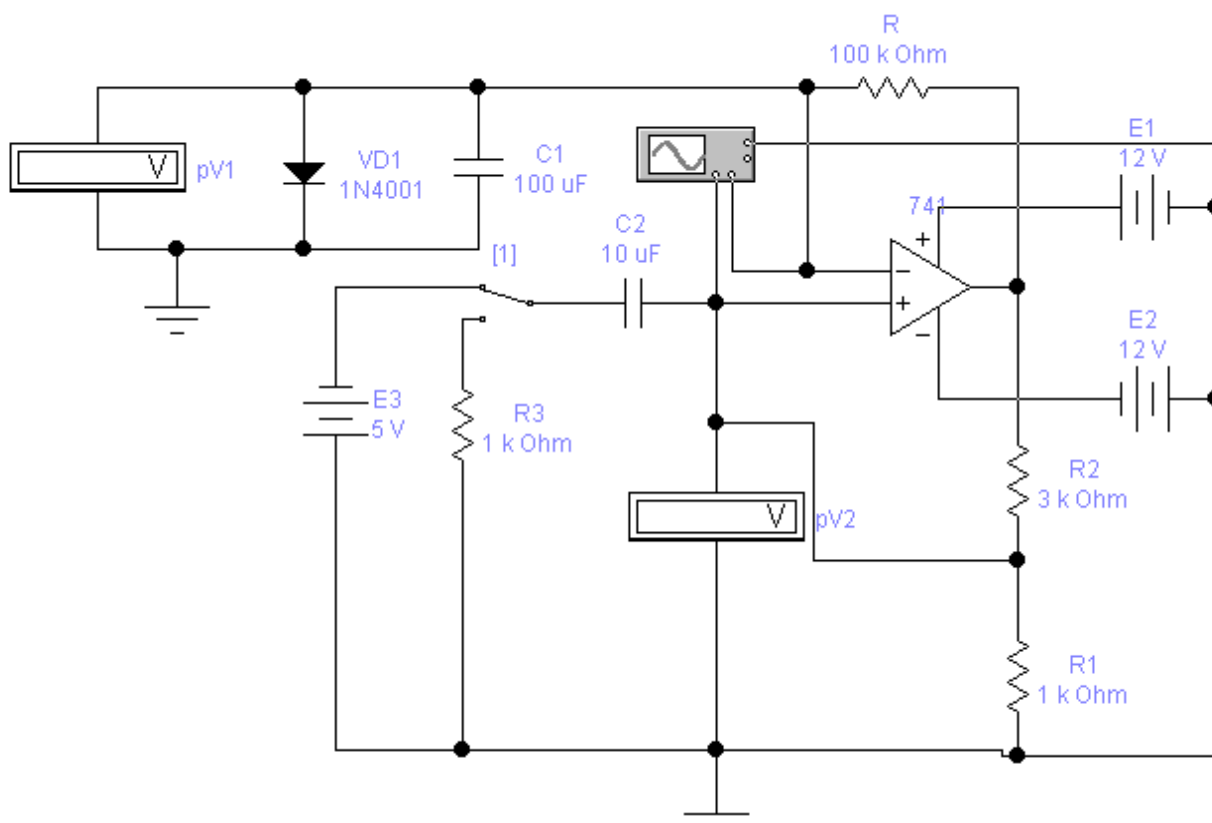 R
100 k Ohm
E1
12 V
V
pV1
VD1
1N4001
C1
100 uF
741
+
[1]
C2
10 uF
−
+
−
E2
12 V
E3
5 V
R3
1 k Ohm
R2
3 k Ohm
V
pV2
R1
1 k Ohm